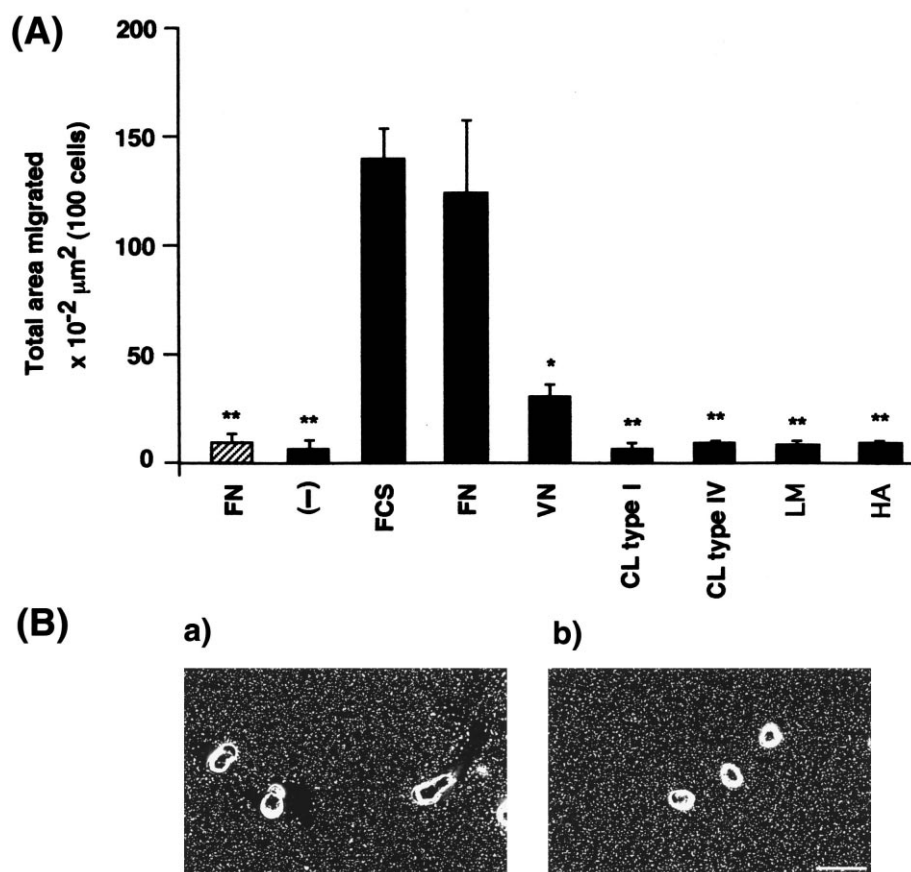 (A)
200
150
100
50
0
Total area migrated
x 10⁻² μm² (100 cells)
**
**
*
**
**
**
**
FN
(−)
FCS
FN
VN
CL type I
CL type IV
LM
HA
(B)
a)
b)